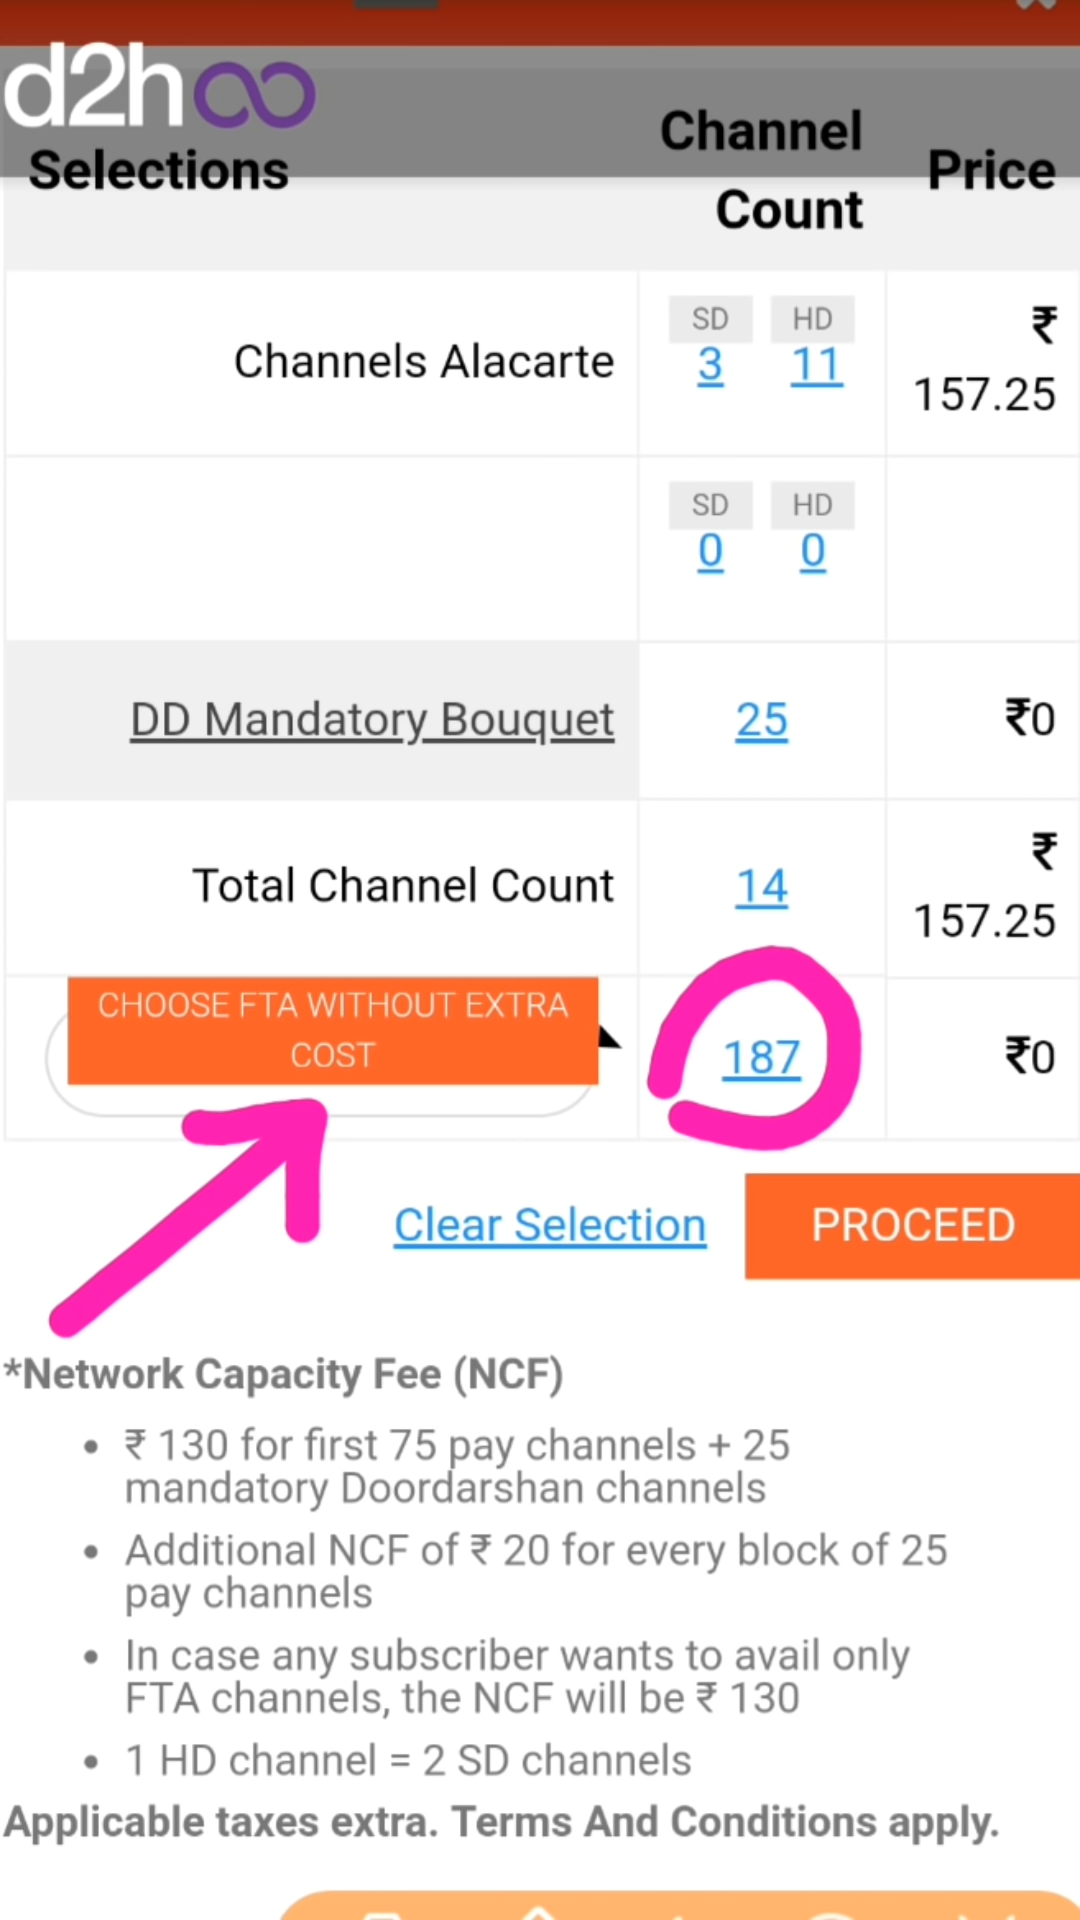 d2h
Selections
Channel
Count
Price
Channels Alacarte
SD HD
3 11
₹
157.25
SD HD
0 0
DD Mandatory Bouquet 25 ₹0
Total Channel Count 14
₹
157.25
CHOOSE FTA WITHOUT EXTRA
COST
187 ₹0
Clear Selection PROCEED
*Network Capacity Fee (NCF)
• ₹ 130 for first 75 pay channels + 25
mandatory Doordarshan channels
• Additional NCF of ₹ 20 for every block of 25
pay channels
• In case any subscriber wants to avail only
FTA channels, the NCF will be ₹ 130
• 1 HD channel = 2 SD channels
Applicable taxes extra. Terms And Conditions apply.